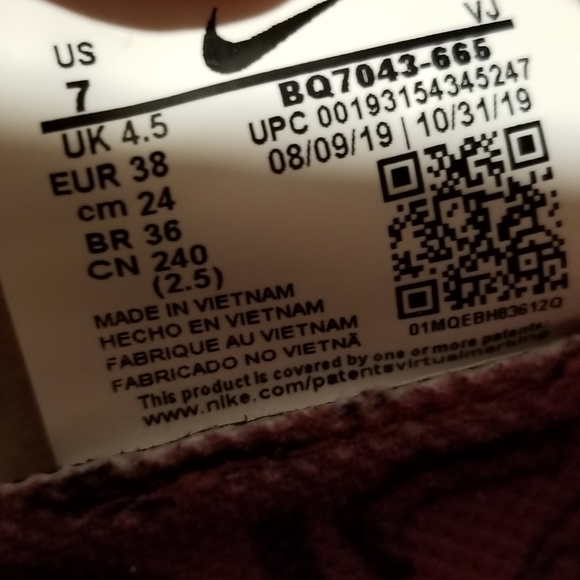 VJ
US
7
BQ7043-665
UPC 00193154345247
08/09/19 | 10/31/19
UK 4.5
EUR 38
cm 24
BR 36
CN 240
(2.5)
MADE IN VIETNAM
HECHO EN VIETNAM
FABRIQUE AU VIETNAM
FABRICADO NO VIETNÃ
01MQEBHB3612Q
This product is covered by one or more patents:
www.nike.com/patentsvirtualmarking